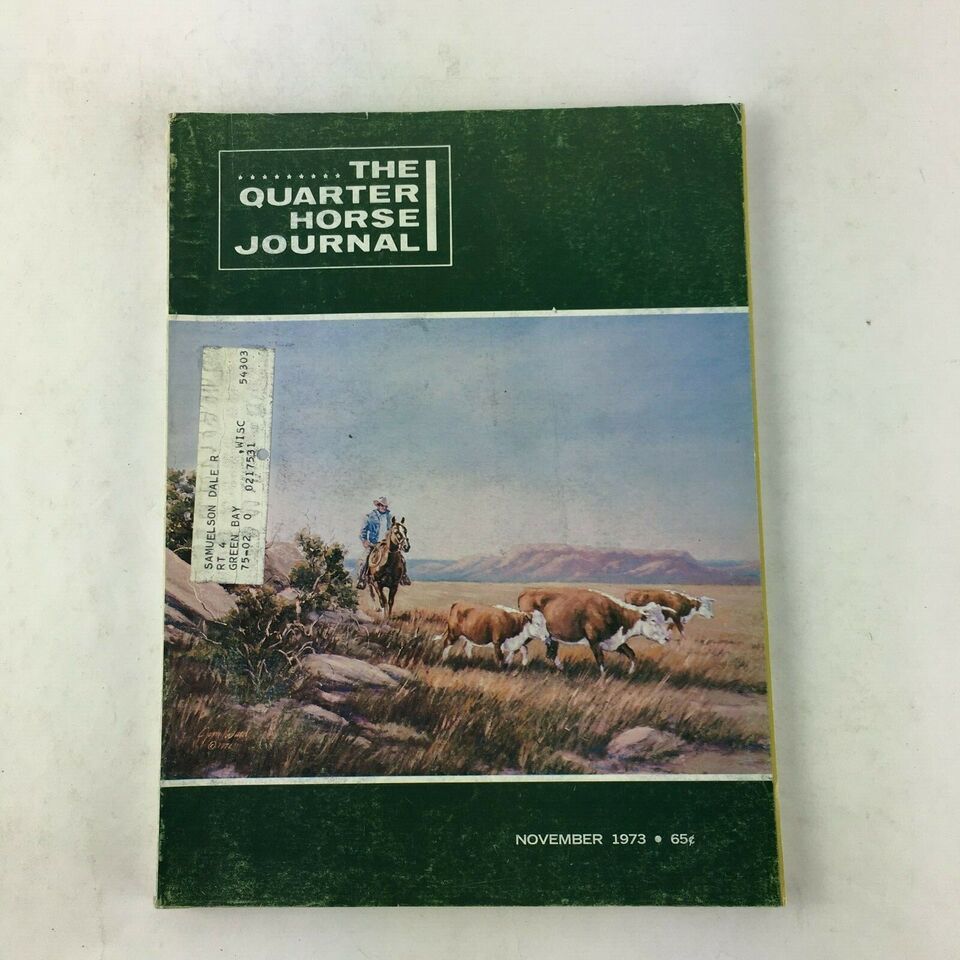 THE
QUARTER
HORSE
JOURNAL
54303
SAMUELSON DALE R
RT 4
GREEN BAY ,WISC
75-02 0 0217531
NOVEMBER 1973 • 65¢